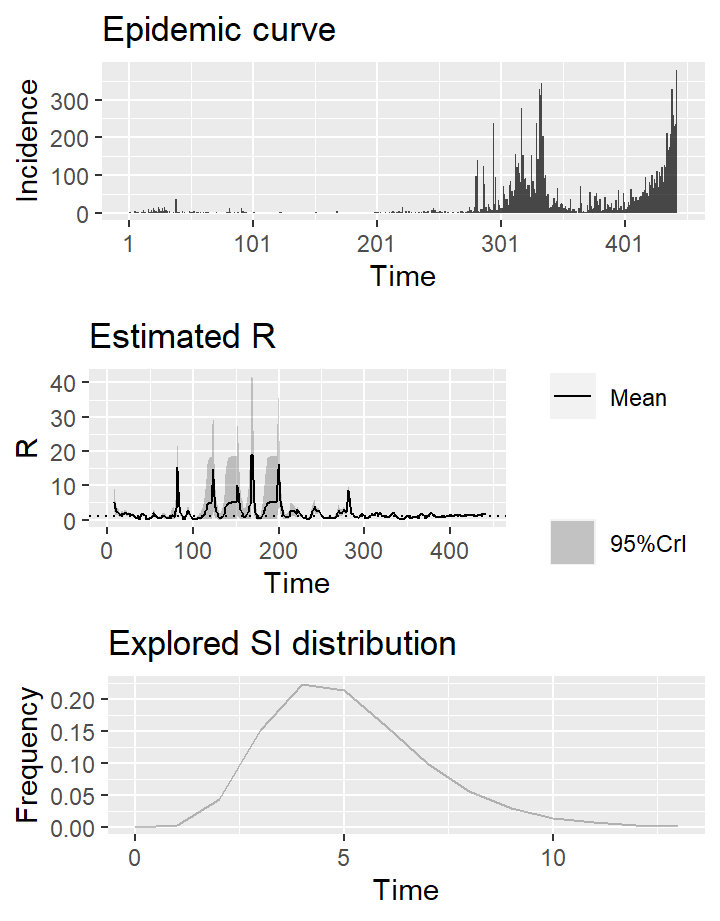 Epidemic curve
Incidence
300
200
100
0
1 101 201 301 401
Time
Estimated R
R
40
30
20
10
0
0 100 200 300 400
Time
Mean
95%CrI
Explored SI distribution
Frequency
0.20
0.15
0.10
0.05
0.00
0 5 10
Time